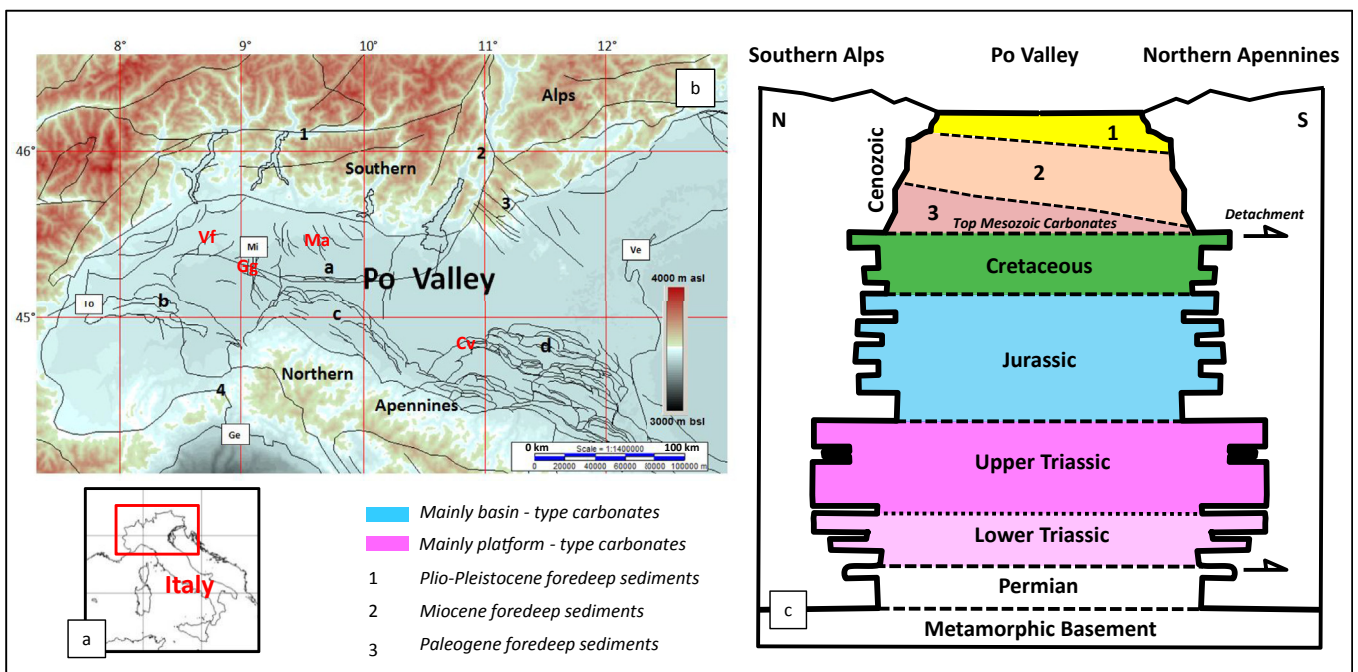 8°
9°
10°
11°
12°
46°
45°
b
Alps
1
2
Southern
3
Vf
Mi
Ma
Gg
a
Po Valley
Ve
4000 m asl
3000 m bsl
TO
b
c
Cv
d
Northern
4
Apennines
Ge
0 km
Scale = 1:1400000
100 km
0
20000
40000
60000
80000
100000 m
Italy
a
Mainly basin - type carbonates
Mainly platform - type carbonates
1 Plio-Pleistocene foredeep sediments
2 Miocene foredeep sediments
3 Paleogene foredeep sediments
Southern Alps
Po Valley
Northern Apennines
N
S
Cenozoic
1
2
3
Top Mesozoic Carbonates
Detachment
Cretaceous
Jurassic
Upper Triassic
Lower Triassic
Permian
c
Metamorphic Basement